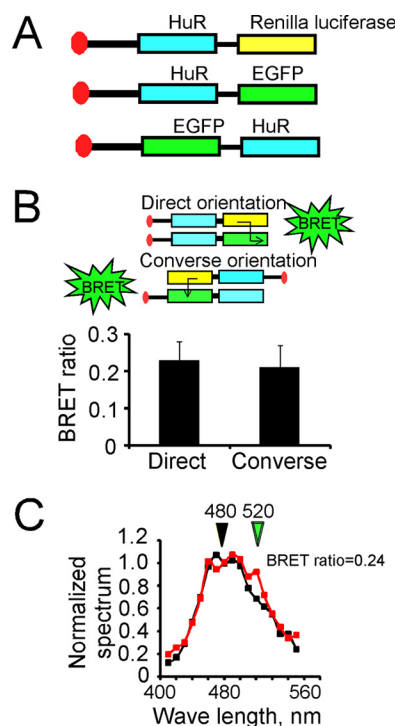 A
HuR Renilla luciferase
HuR EGFP
EGFP HuR
B
Direct orientation
BRET
Converse orientation
BRET
BRET ratio
0.3
0.2
0.1
0
Direct Converse
C
480 520
BRET ratio=0.24
Normalized
spectrum
1.2
1.0
0.8
0.6
0.4
0.2
0
400 480 560
Wave length, nm